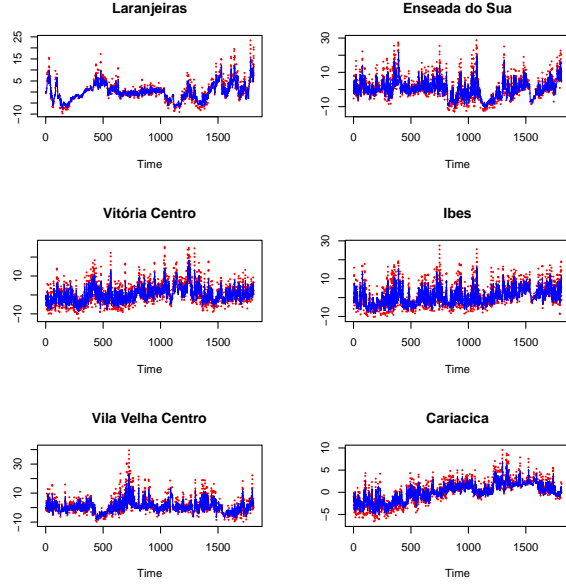 Laranjeiras
Enseada do Sua
−10 0 5 15 25
−10 0 10 30
0 500 1000 1500
0 500 1000 1500
Time
Time
Vitória Centro
Ibes
−10 10
−10 10 30
0 500 1000 1500
0 500 1000 1500
Time
Time
Vila Velha Centro
Cariacica
−10 10 30
−5 0 5 10
0 500 1000 1500
0 500 1000 1500
Time
Time